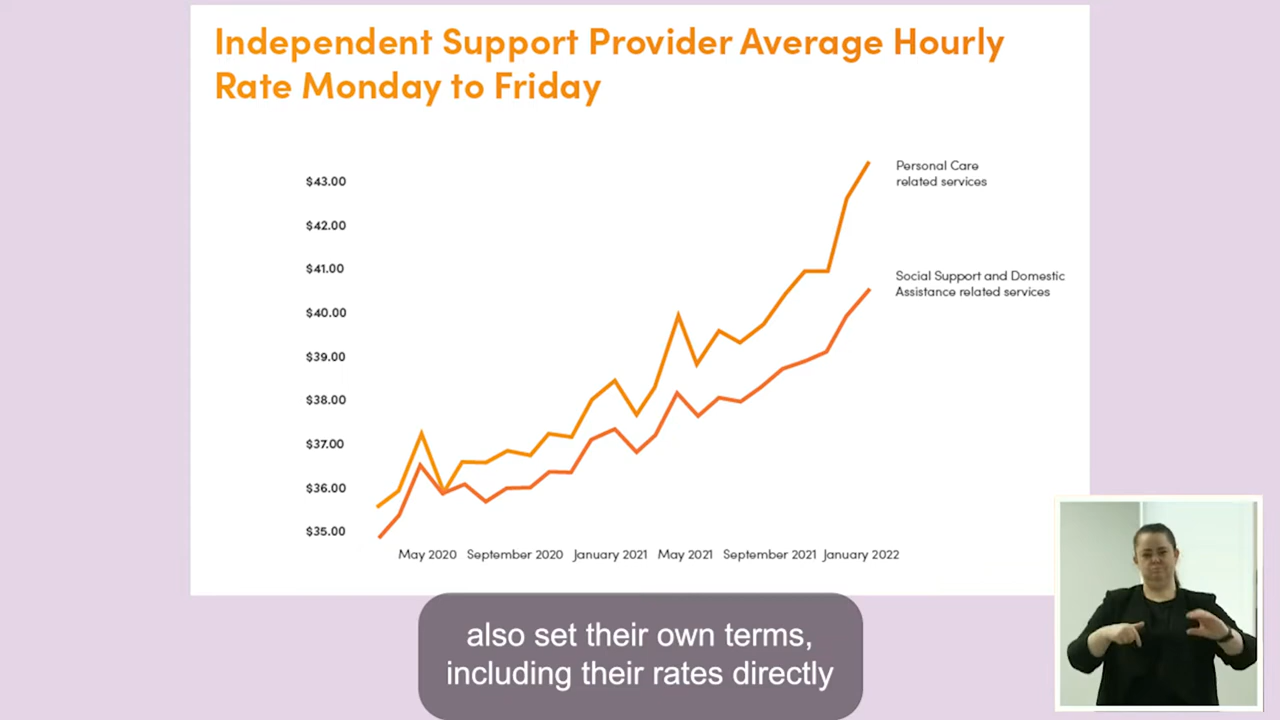 Independent Support Provider Average Hourly
Rate Monday to Friday
$43.00
$42.00
$41.00
$40.00
$39.00
$38.00
$37.00
$36.00
$35.00
Personal Care
related services
Social Support and Domestic
Assistance related services
May 2020 September 2020 January 2021 May 2021 September 2021 January 2022
also set their own terms,
including their rates directly